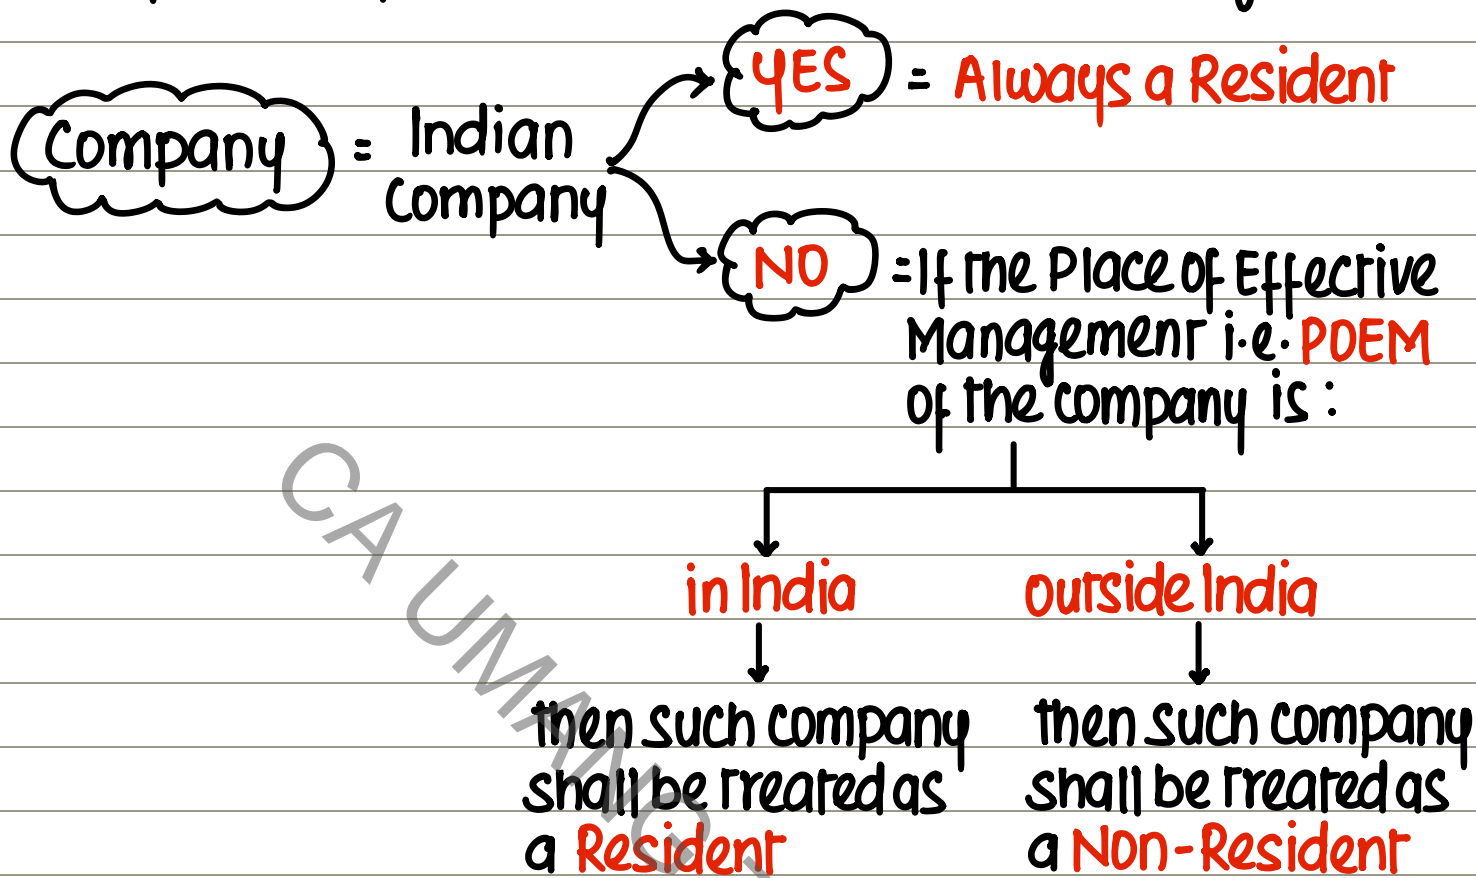 YES = Always a Resident
Company = Indian
Company
NO = If the Place of Effective
Management i.e. POEM
of the company is :
in India
outside India
then such company
shall be treated as
a Resident
then such company
shall be treated as
a Non-Resident
CA UMANG